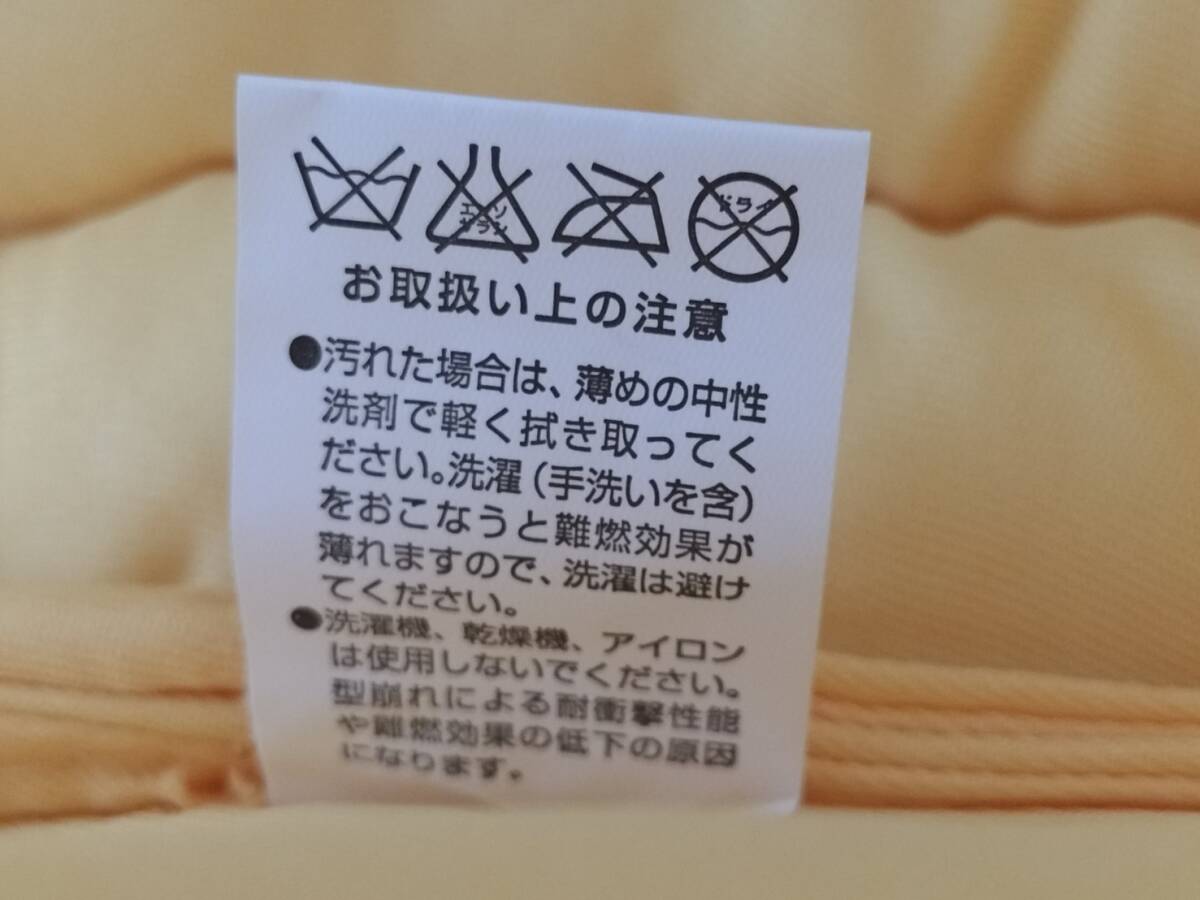 エンソ
サラシ
ドライ
お取扱い上の注意
●汚れた場合は、薄めの中性
洗剤で軽く拭き取ってく
ださい。洗濯(手洗いを含)
をおこなうと難燃効果が
薄れますので、洗濯は避け
てください。
●洗濯機、乾燥機、アイロン
は使用しないでください。
型崩れによる耐衝撃性能
や難燃効果の低下の原因
になります。